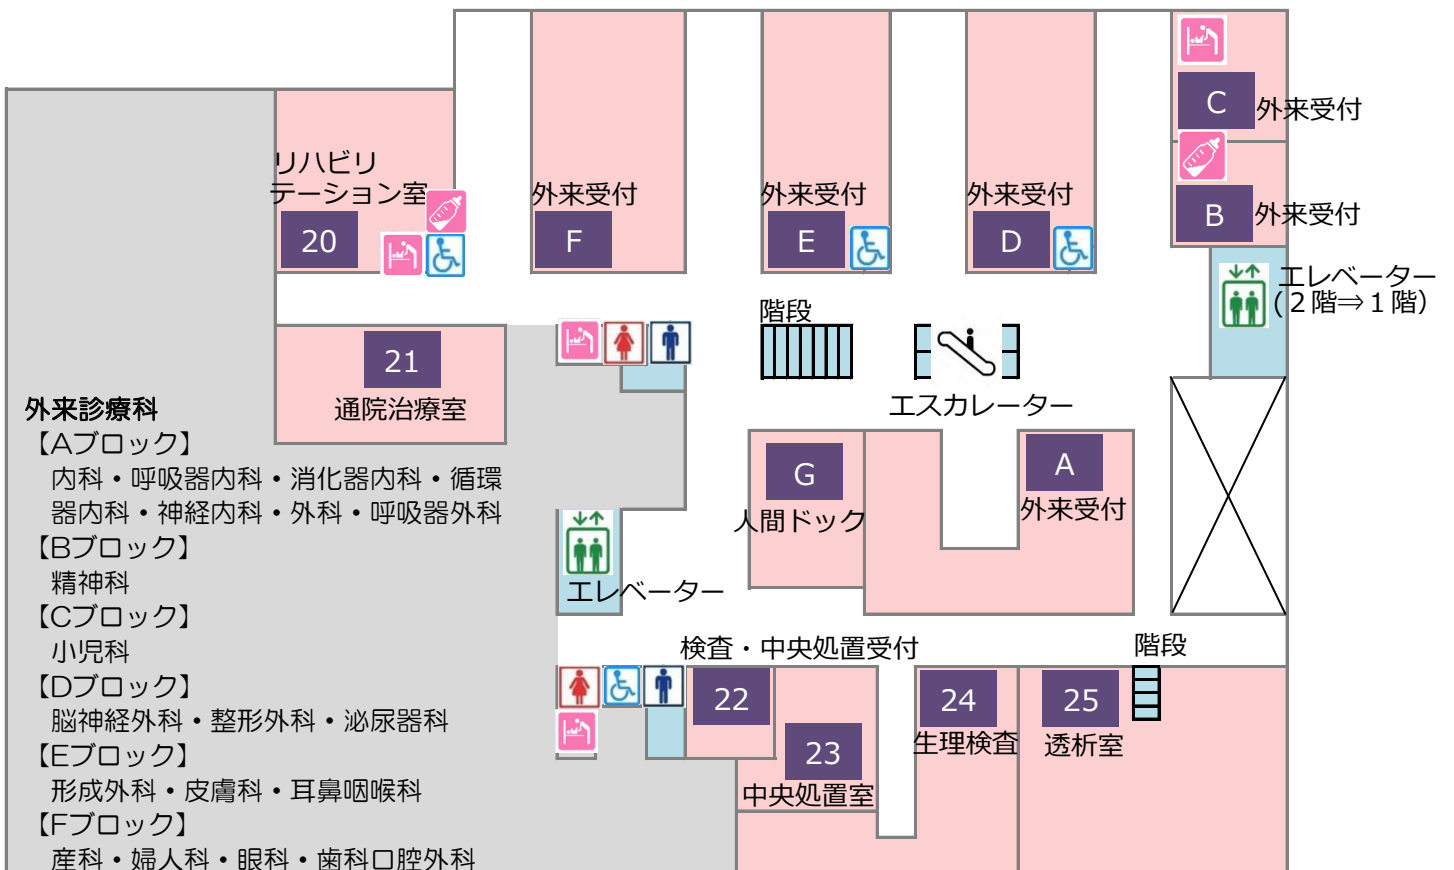 C
外来受付
リハビリ
テーション室
20
外来受付
F
外来受付
E
外来受付
D
B
外来受付
エレベーター
(２階⇒１階)
階段
エスカレーター
21
通院治療室
G
人間ドック
A
外来受付
エレベーター
外来診療科
【Aブロック】
内科・呼吸器内科・消化器内科・循環
器内科・神経内科・外科・呼吸器外科
【Bブロック】
精神科
【Cブロック】
小児科
【Dブロック】
脳神経外科・整形外科・泌尿器科
【Eブロック】
形成外科・皮膚科・耳鼻咽喉科
【Fブロック】
産科・婦人科・眼科・歯科口腔外科
検査・中央処置受付
22
23
中央処置室
24
生理検査
25
透析室
階段